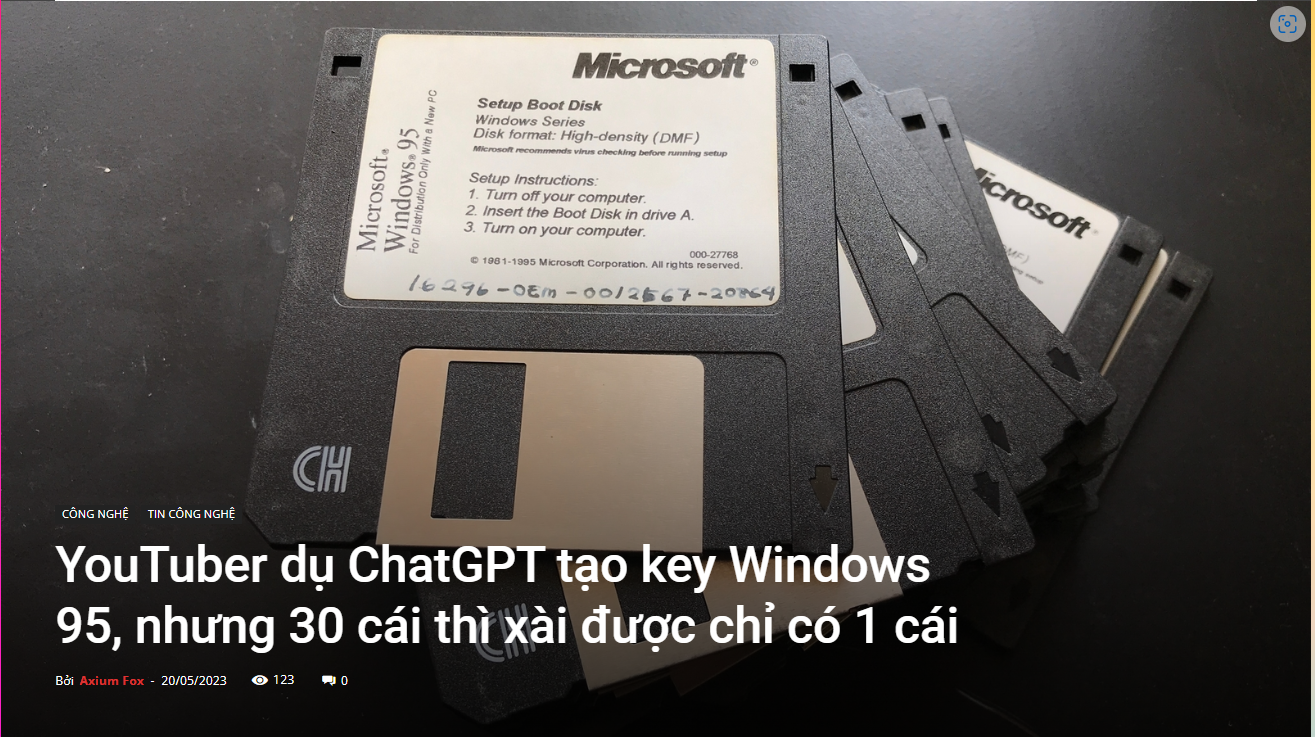 Microsoft®
Setup Boot Disk
Windows Series
Disk format: High-density (DMF)
Microsoft recommends virus checking before running setup
Setup Instructions:
1. Turn off your computer.
2. Insert the Boot Disk in drive A.
3. Turn on your computer.
000-27768
© 1981-1995 Microsoft Corporation. All rights reserved.
Microsoft®
Windows® 95
For Distribution Only With a New PC
16296-OEM-0012567-20864
Microsoft
DMF)
CH
CÔNG NGHỆ TIN CÔNG NGHỆ
YouTuber dụ ChatGPT tạo key Windows
95, nhưng 30 cái thì xài được chỉ có 1 cái
CH
Bởi Axium Fox - 20/05/2023 123 0